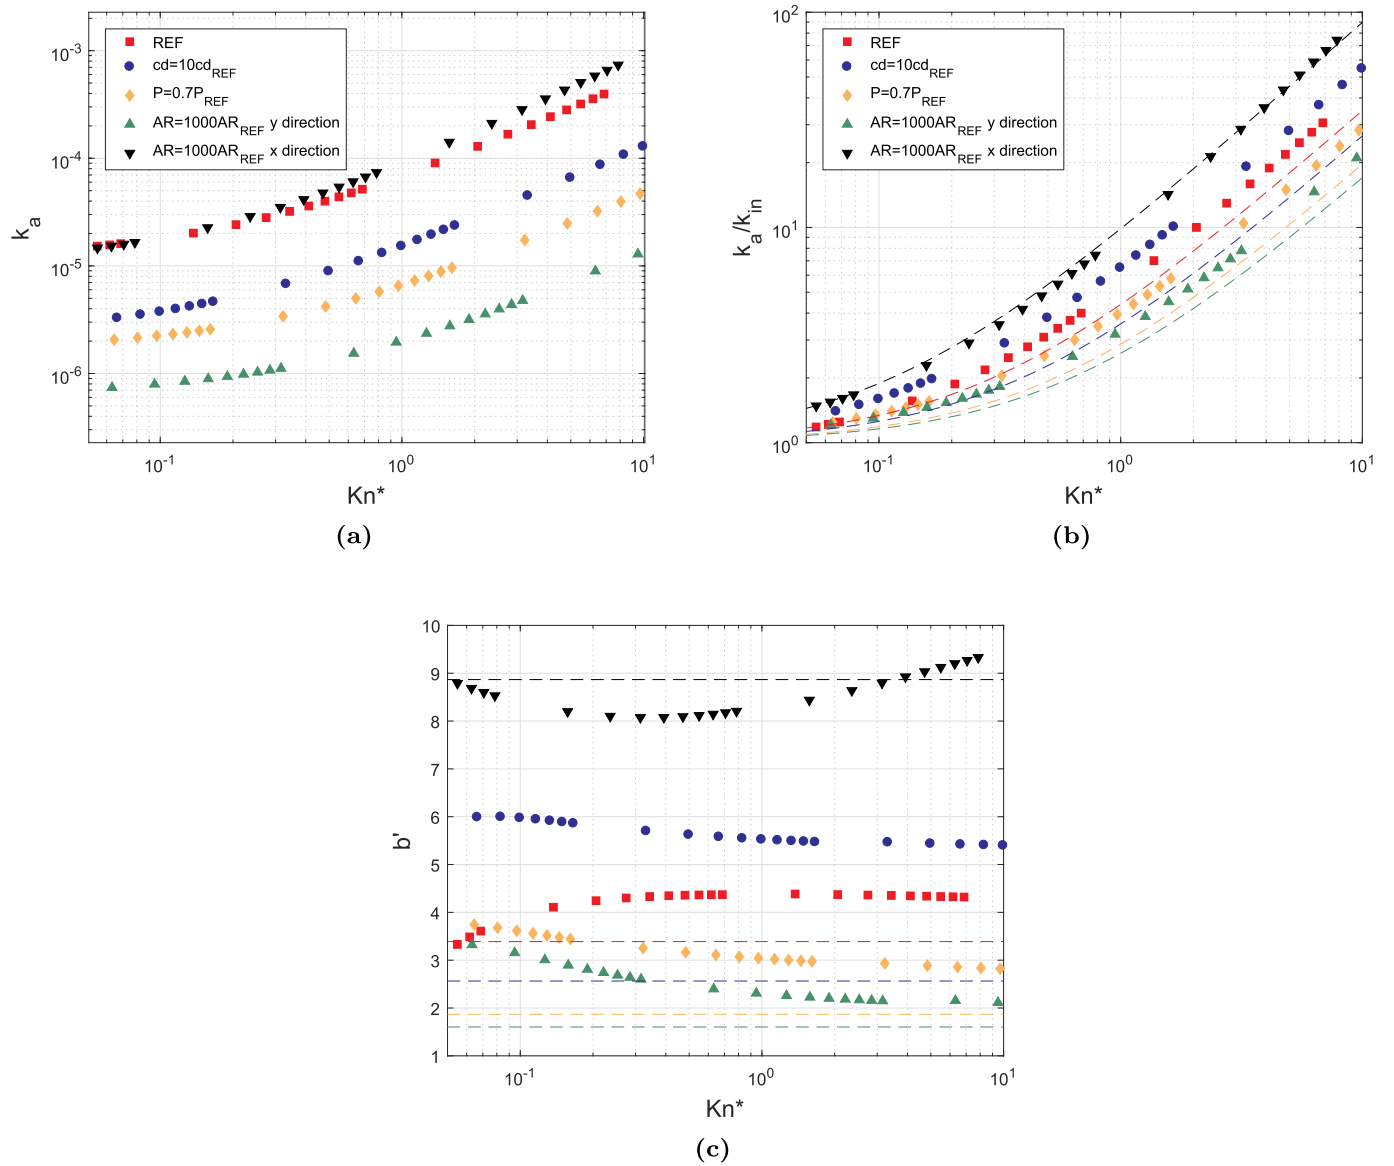 10^-3
10^-4
10^-5
10^-6
k_a
REF
cd=10cd_REF
P=0.7P_REF
AR=1000AR_REF y direction
AR=1000AR_REF x direction
10^-1 10^0 10^1
Kn*
(a)
10^2
10^1
10^0
k_a/k_in
REF
cd=10cd_REF
P=0.7P_REF
AR=1000AR_REF y direction
AR=1000AR_REF x direction
10^-1 10^0 10^1
Kn*
(b)
10
9
8
7
6
5
4
3
2
1
b'
10^-1 10^0 10^1
Kn*
(c)